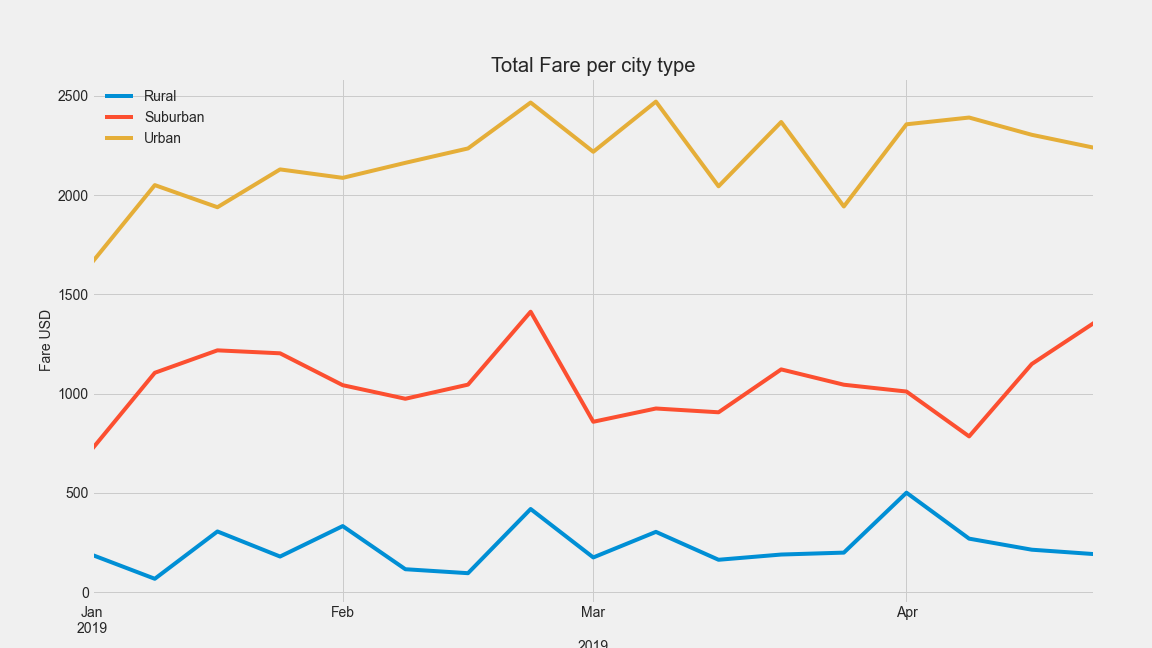 Total Fare per city type
Rural
Suburban
Urban
2500
2000
1500
1000
500
0
Fare USD
Jan Feb Mar Apr
2019
2019